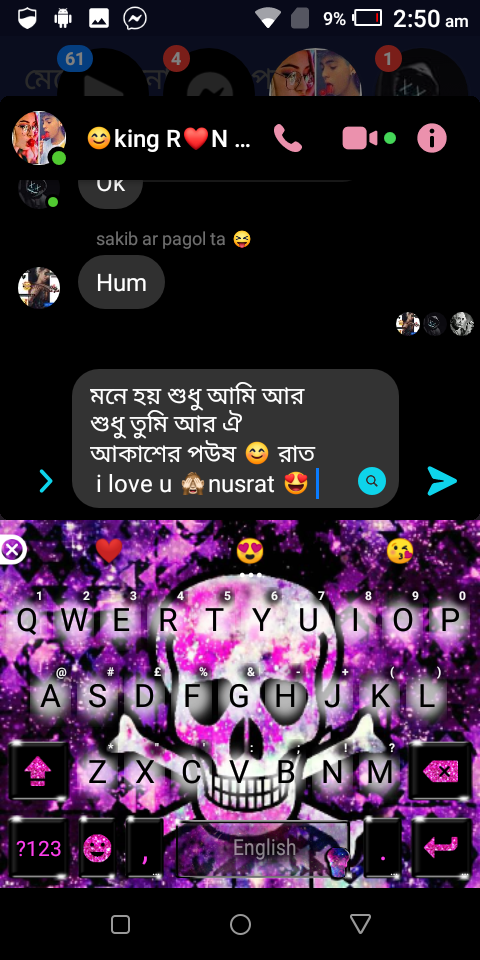 9% 2:50 am
61 4 1
😊king R❤️N ...
Ok
sakib ar pagol ta 😝
Hum
মনে হয় শুধু আমি আর
শুধু তুমি আর ঐ
আকাশের পউষ 😊 রাত
i love u 🙈nusrat 😍
❤️ 😍 😘
1 2 3 4 5 6 7 8 9 0
Q W E R T Y U I O P
@ # £ % & - + ( )
A S D F G H J K L
* " ' : ; ! ?
Z X C V B N M
?123 , English .